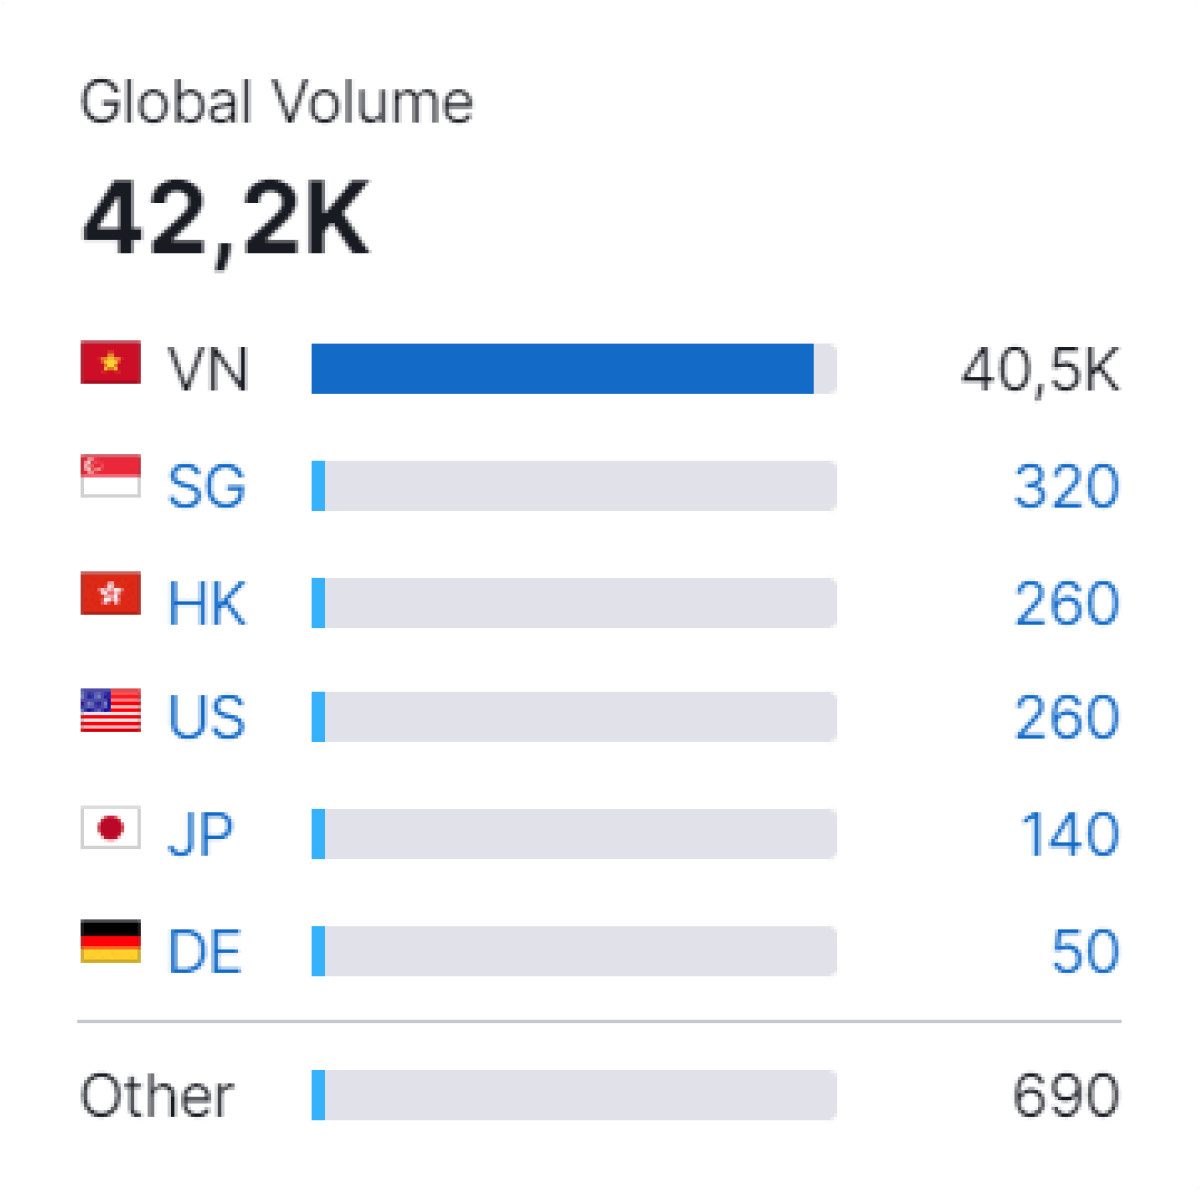 Global Volume
42,2K
VN 40,5K
SG 320
HK 260
US 260
JP 140
DE 50
Other 690